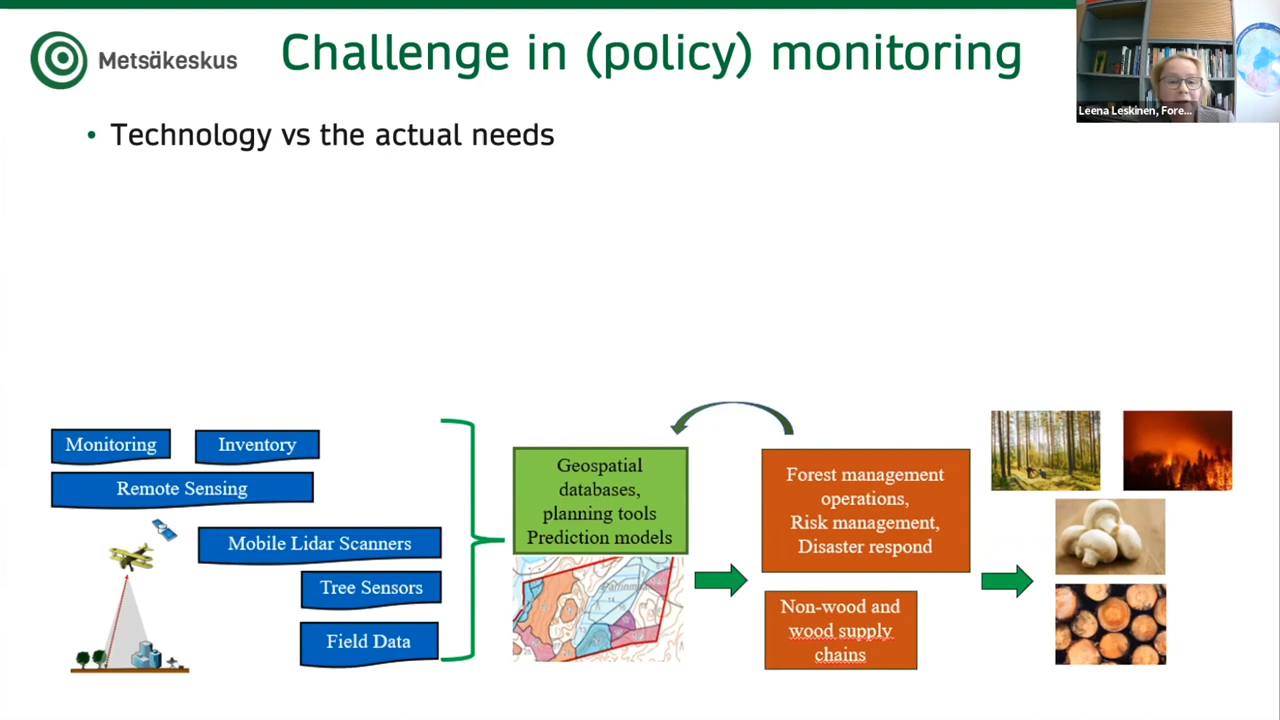 Metsäkeskus
Challenge in (policy) monitoring
Leena Leskinen, Fore...
• Technology vs the actual needs
Monitoring
Inventory
Remote Sensing
Mobile Lidar Scanners
Tree Sensors
Field Data
Geospatial
databases,
planning tools
Prediction models
Forest management
operations,
Risk management,
Disaster respond
Non-wood and
wood supply
chains